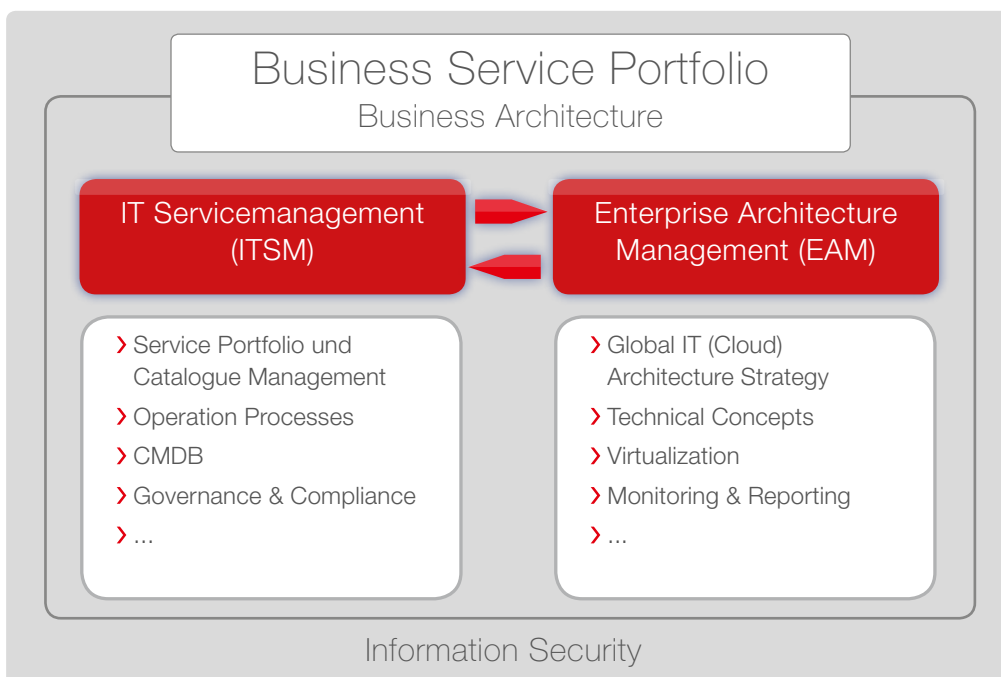 Business Service Portfolio
Business Architecture
IT Servicemanagement
(ITSM)
Enterprise Architecture
Management (EAM)
Service Portfolio und
Catalogue Management
Operation Processes
CMDB
Governance & Compliance
...
Global IT (Cloud)
Architecture Strategy
Technical Concepts
Virtualization
Monitoring & Reporting
...
Information Security